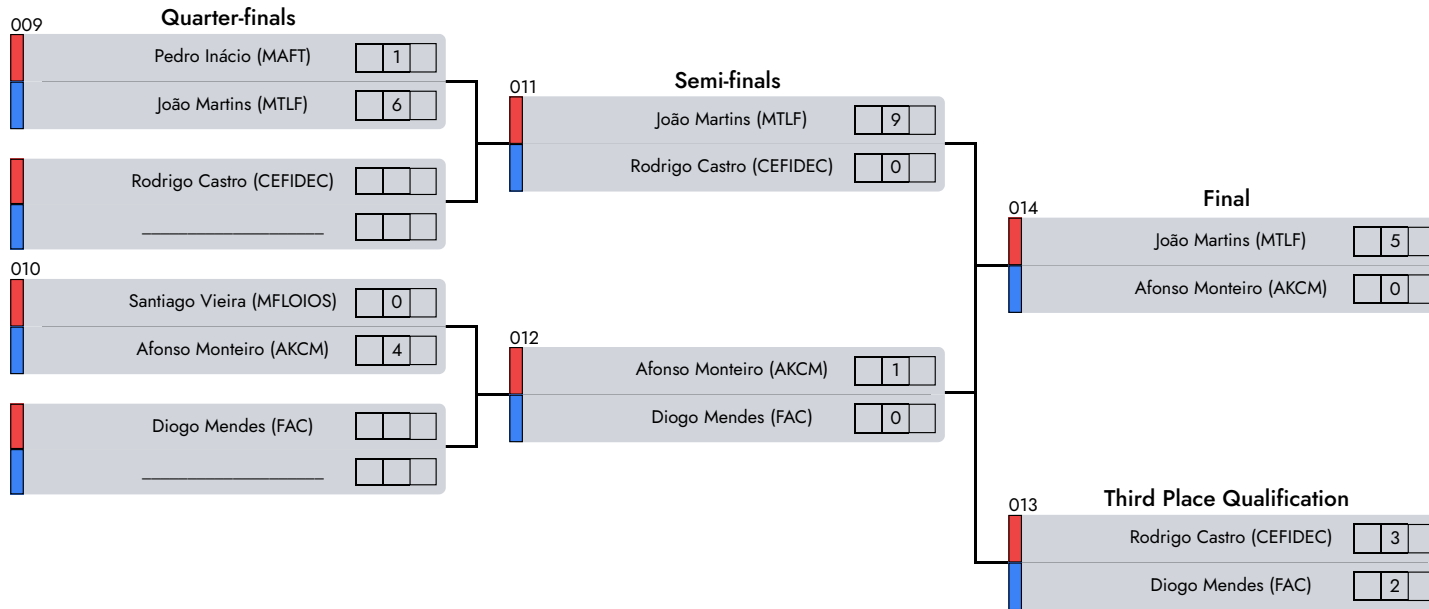 Quarter-finals
009
Pedro Inácio (MAFT) 1
João Martins (MTLF) 6
Rodrigo Castro (CEFIDEC)
____________________
010
Santiago Vieira (MFLOIOS) 0
Afonso Monteiro (AKCM) 4
Diogo Mendes (FAC)
____________________
Semi-finals
011
João Martins (MTLF) 9
Rodrigo Castro (CEFIDEC) 0
012
Afonso Monteiro (AKCM) 1
Diogo Mendes (FAC) 0
Final
014
João Martins (MTLF) 5
Afonso Monteiro (AKCM) 0
Third Place Qualification
013
Rodrigo Castro (CEFIDEC) 3
Diogo Mendes (FAC) 2